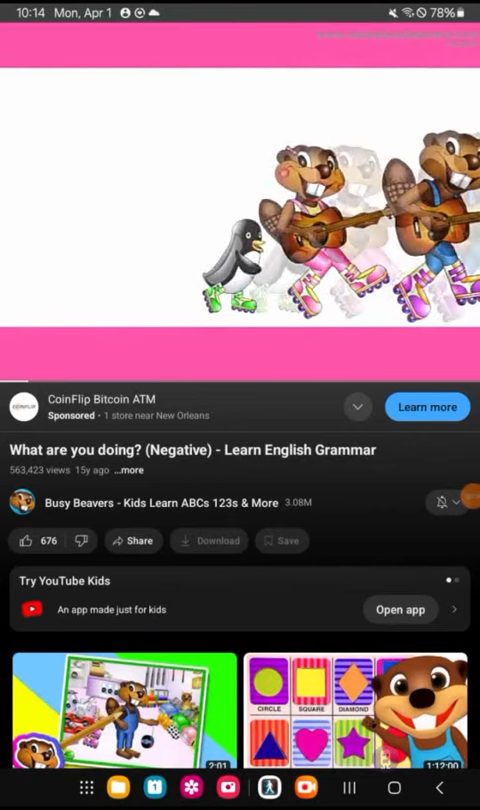 10:14 Mon, Apr 1
78%
CoinFlip Bitcoin ATM
Sponsored • 1 store near New Orleans
Learn more
What are you doing? (Negative) - Learn English Grammar
563,423 views 15y ago ...more
Busy Beavers - Kids Learn ABCs 123s & More 3.08M
676
Share
Download
Save
Try YouTube Kids
An app made just for kids
Open app
CIRCLE SQUARE DIAMOND
2:01
1:12:00